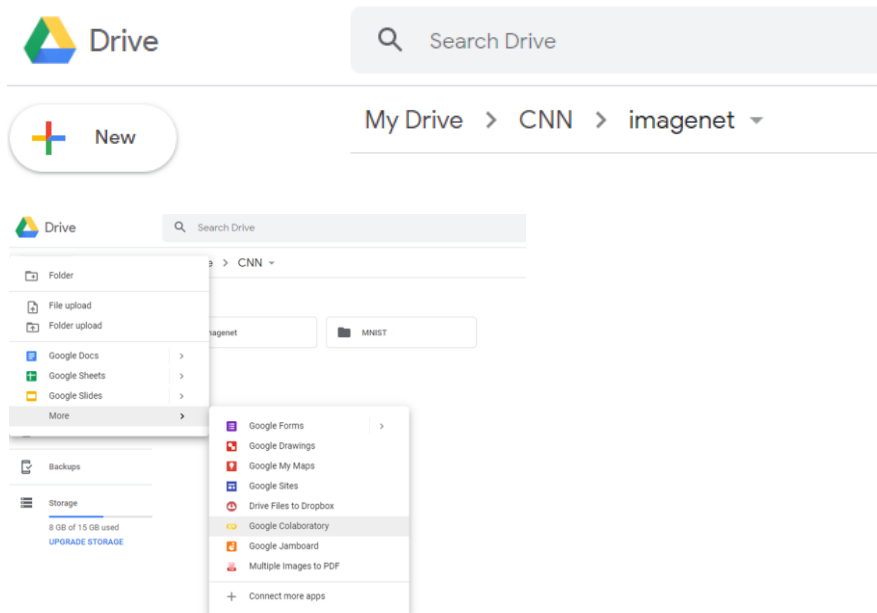 Drive
Search Drive
New
My Drive > CNN > imagenet
Drive
Search Drive
e > CNN
Folder
File upload
Folder upload
nagenet
MNIST
Google Docs
Google Sheets
Google Slides
More
Google Forms
Google Drawings
Google My Maps
Google Sites
Drive Files to Dropbox
Google Colaboratory
Google Jamboard
Multiple Images to PDF
Connect more apps
Backups
Storage
8 GB of 15 GB used
UPGRADE STORAGE